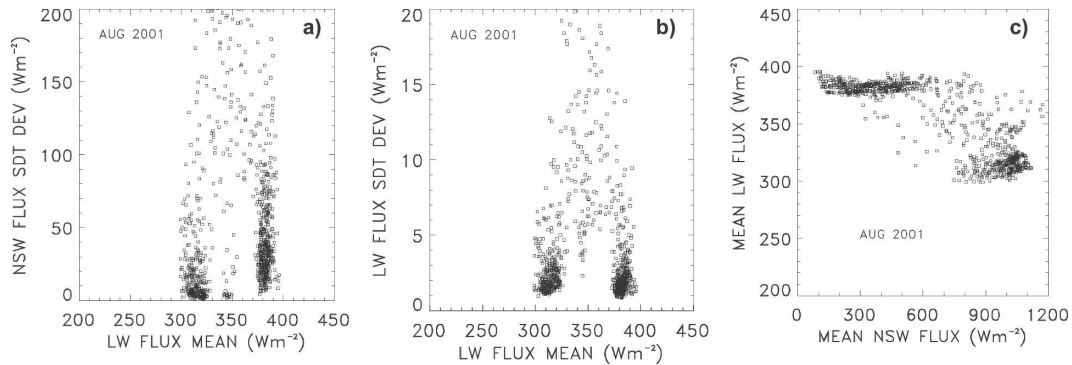 a)
AUG 2001
200
150
100
50
0
NSW FLUX SDT DEV (Wm-2)
200 250 300 350 400 450
LW FLUX MEAN (Wm-2)
b)
AUG 2001
20
15
10
5
0
LW FLUX SDT DEV (Wm-2)
200 250 300 350 400 450
LW FLUX MEAN (Wm-2)
c)
450
400
350
300
250
200
MEAN LW FLUX (Wm-2)
AUG 2001
0 300 600 900 1200
MEAN NSW FLUX (Wm-2)